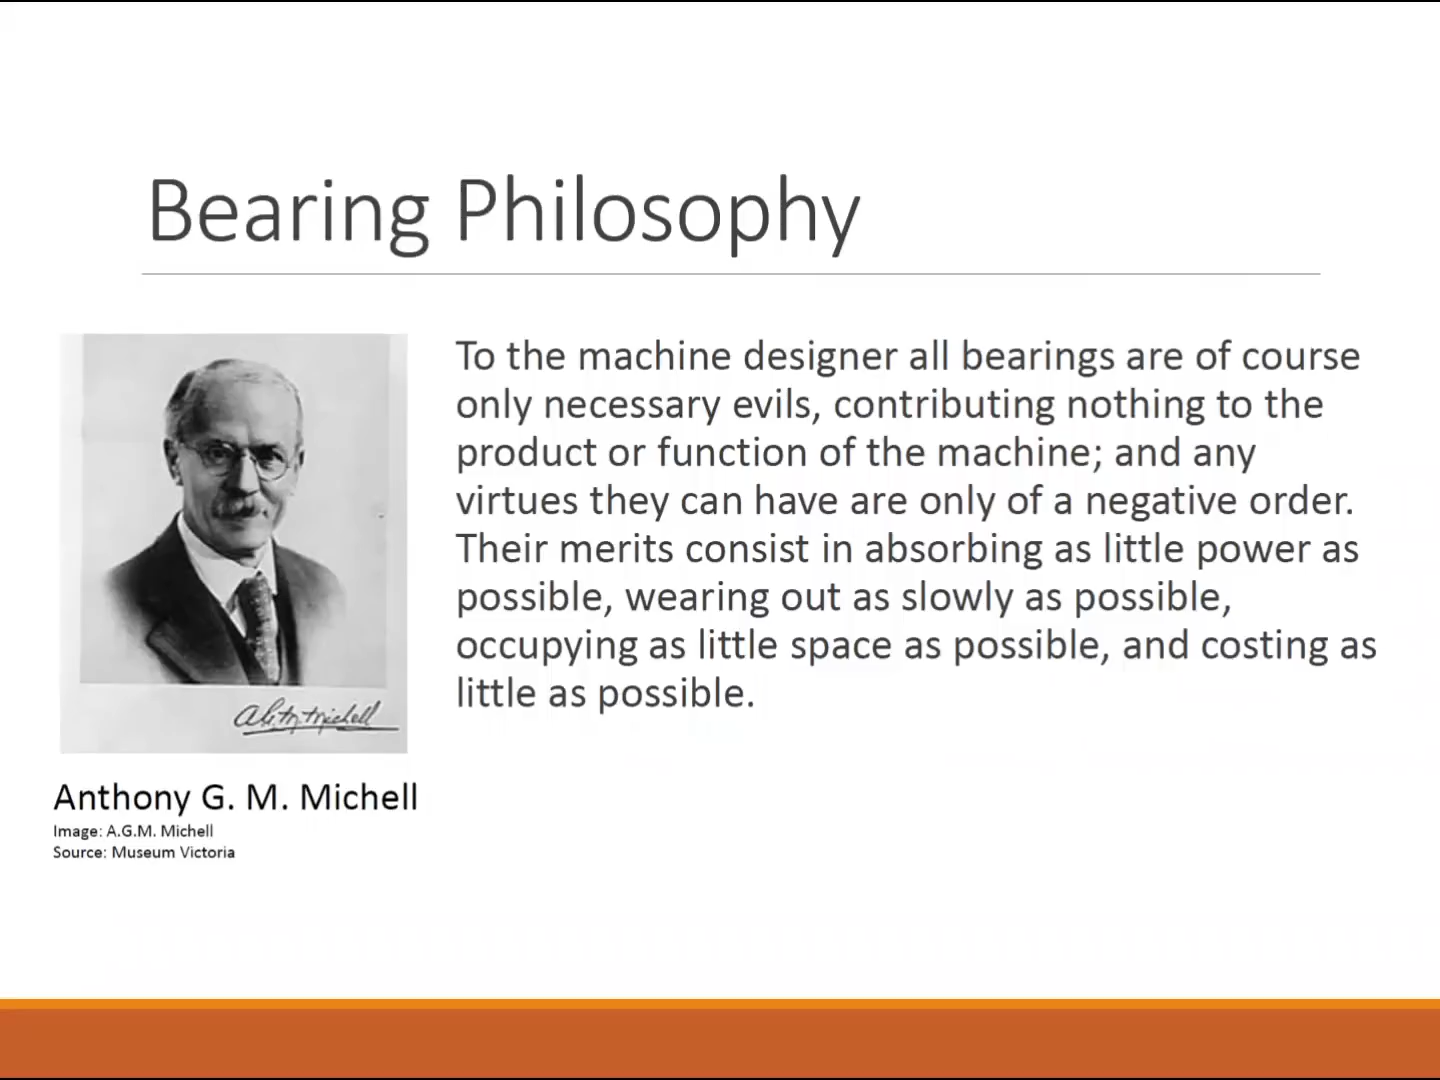 Bearing Philosophy
To the machine designer all bearings are of course
only necessary evils, contributing nothing to the
product or function of the machine; and any
virtues they can have are only of a negative order.
Their merits consist in absorbing as little power as
possible, wearing out as slowly as possible,
occupying as little space as possible, and costing as
little as possible.
A.G.M. Michell
Anthony G. M. Michell
Image: A.G.M. Michell
Source: Museum Victoria